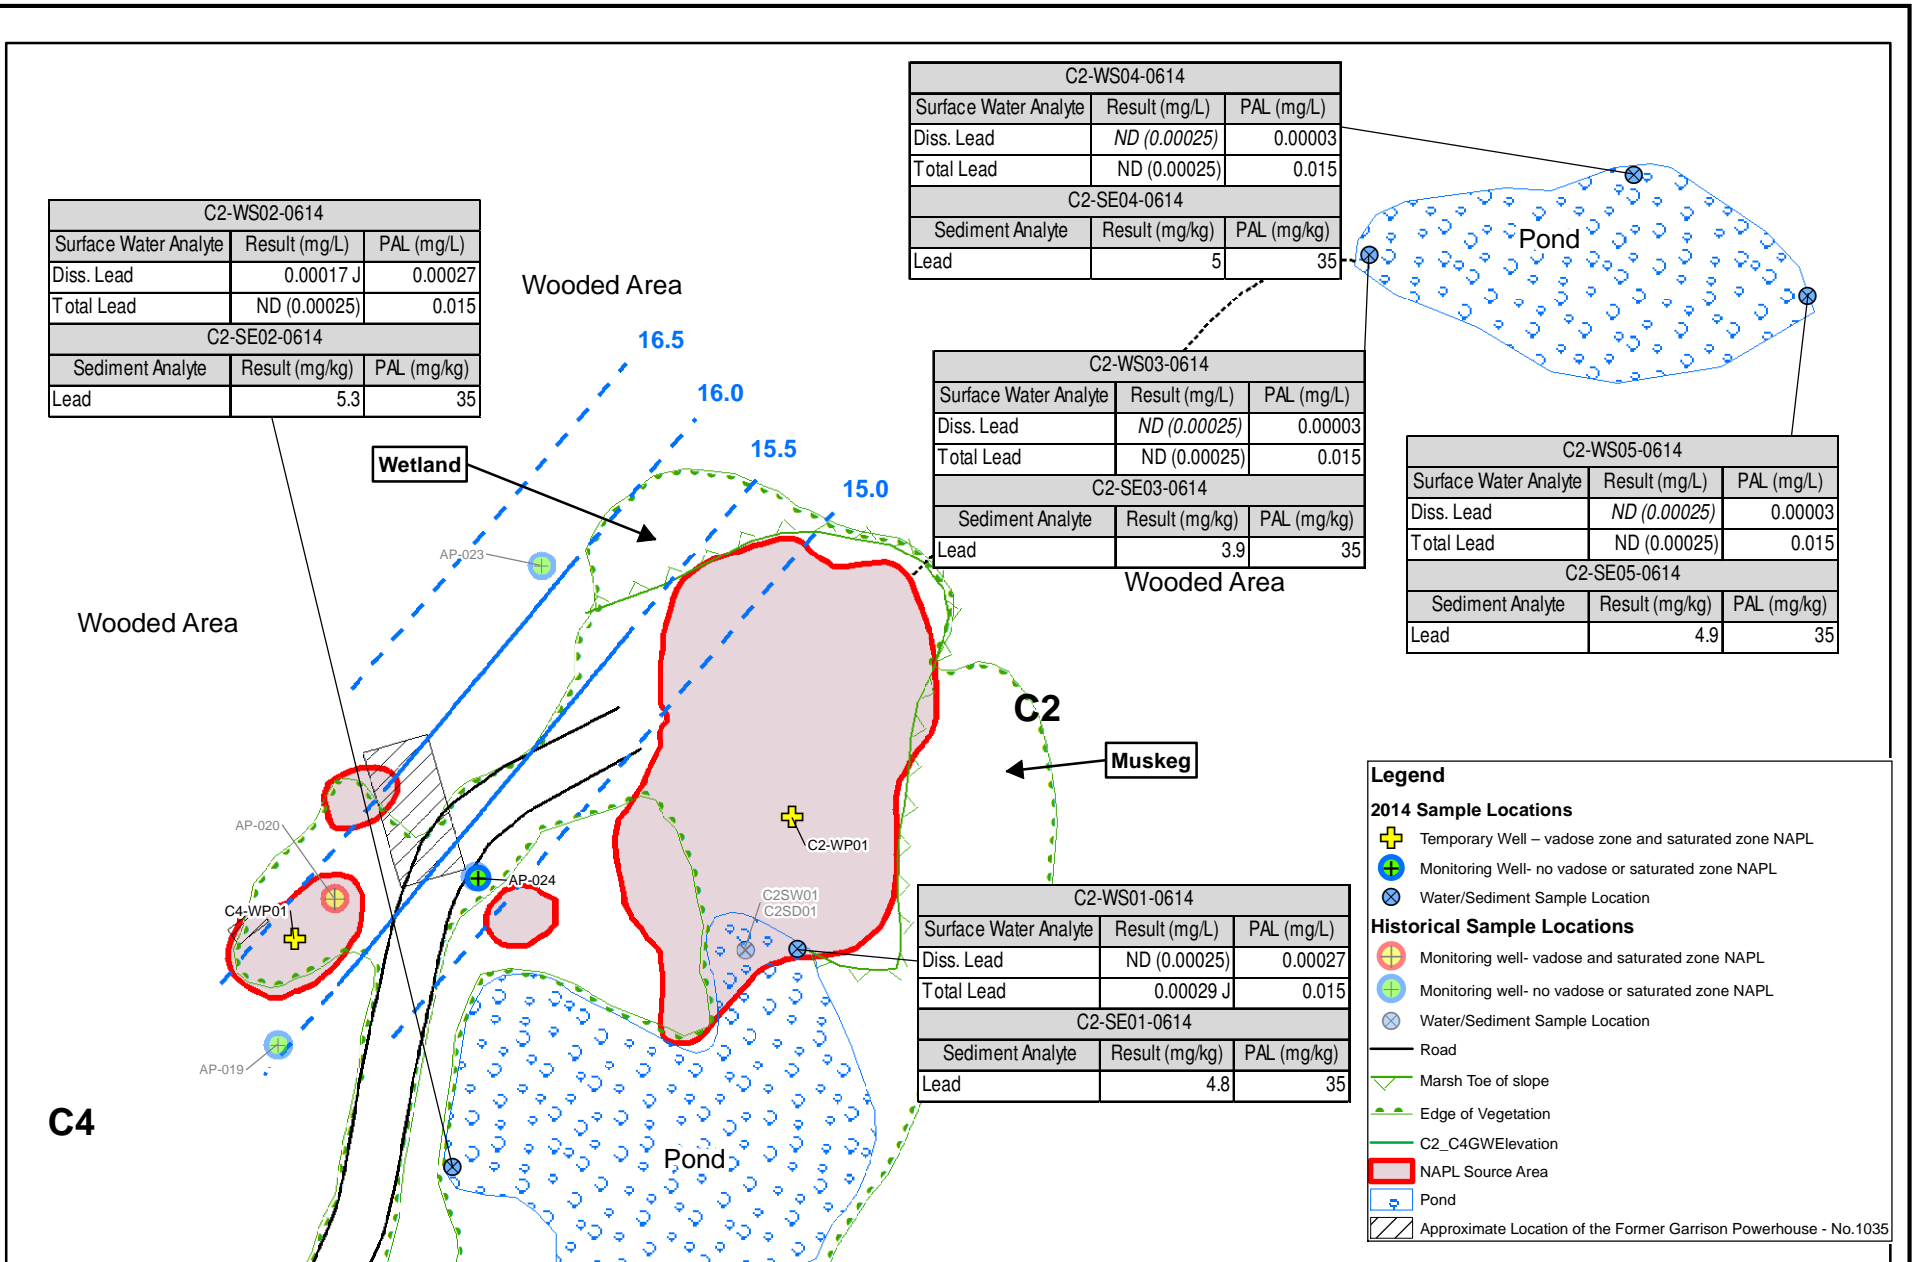 C2-WS04-0614
Surface Water Analyte Result (mg/L) PAL (mg/L)
Diss. Lead ND (0.00025) 0.00003
Total Lead ND (0.00025) 0.015
C2-SE04-0614
Sediment Analyte Result (mg/kg) PAL (mg/kg)
Lead 5 35
C2-WS02-0614
Surface Water Analyte Result (mg/L) PAL (mg/L)
Diss. Lead 0.00017 J 0.00027
Total Lead ND (0.00025) 0.015
C2-SE02-0614
Sediment Analyte Result (mg/kg) PAL (mg/kg)
Lead 5.3 35
Pond
Wooded Area
16.5
16.0
15.5
15.0
Wetland
C2-WS03-0614
Surface Water Analyte Result (mg/L) PAL (mg/L)
Diss. Lead ND (0.00025) 0.00003
Total Lead ND (0.00025) 0.015
C2-SE03-0614
Sediment Analyte Result (mg/kg) PAL (mg/kg)
Lead 3.9 35
C2-WS05-0614
Surface Water Analyte Result (mg/L) PAL (mg/L)
Diss. Lead ND (0.00025) 0.00003
Total Lead ND (0.00025) 0.015
C2-SE05-0614
Sediment Analyte Result (mg/kg) PAL (mg/kg)
Lead 4.9 35
AP-023
Wooded Area
Wooded Area
C2
Muskeg
AP-020
C2-WP01
AP-024
C4-WP01
C2SW01
C2SD01
C2-WS01-0614
Surface Water Analyte Result (mg/L) PAL (mg/L)
Diss. Lead ND (0.00025) 0.00027
Total Lead 0.00029 J 0.015
C2-SE01-0614
Sediment Analyte Result (mg/kg) PAL (mg/kg)
Lead 4.8 35
AP-019
C4
Pond
Legend
2014 Sample Locations
Temporary Well – vadose zone and saturated zone NAPL
Monitoring Well- no vadose or saturated zone NAPL
Water/Sediment Sample Location
Historical Sample Locations
Monitoring well- vadose and saturated zone NAPL
Monitoring well- no vadose or saturated zone NAPL
Water/Sediment Sample Location
Road
Marsh Toe of slope
Edge of Vegetation
C2_C4GWElevation
NAPL Source Area
Pond
Approximate Location of the Former Garrison Powerhouse - No.1035